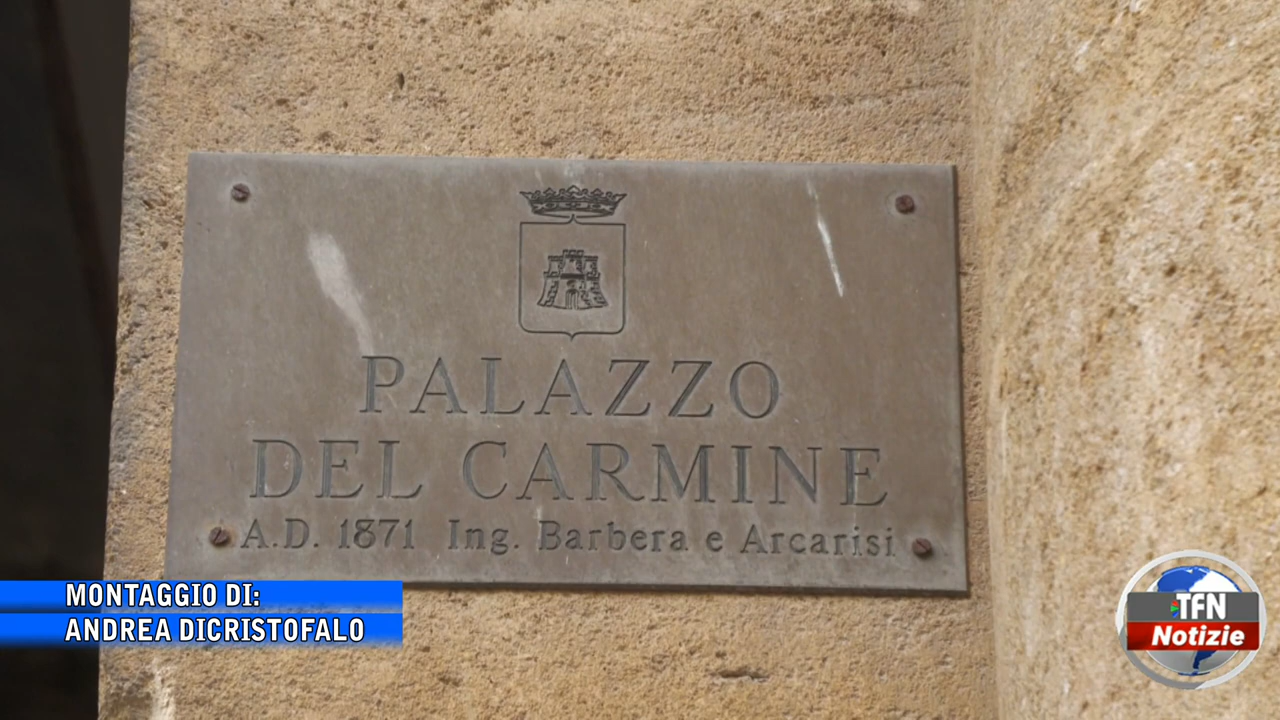 PALAZZO
DEL CARMINE
A.D. 1871 Ing. Barbera e Arcarisi
MONTAGGIO DI:
ANDREA DICRISTOFALO
TFN
Notizie